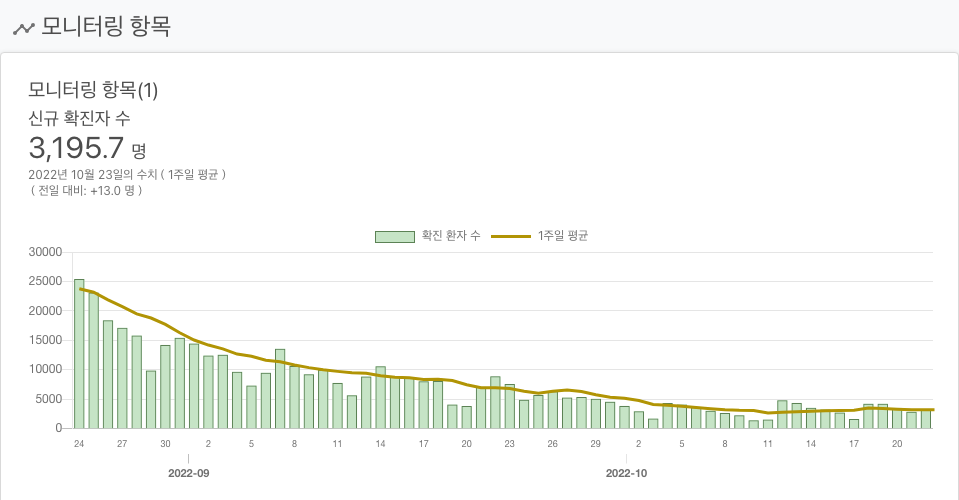 모니터링 항목
모니터링 항목(1)
신규 확진자 수
3,195.7 명
2022년 10월 23일의 수치 ( 1주일 평균 )
( 전일 대비: +13.0 명 )
확진 환자 수 1주일 평균
30000
25000
20000
15000
10000
5000
0
24 27 30 2 5 8 11 14 17 20 23 26 29 2 5 8 11 14 17 20
2022-09 2022-10